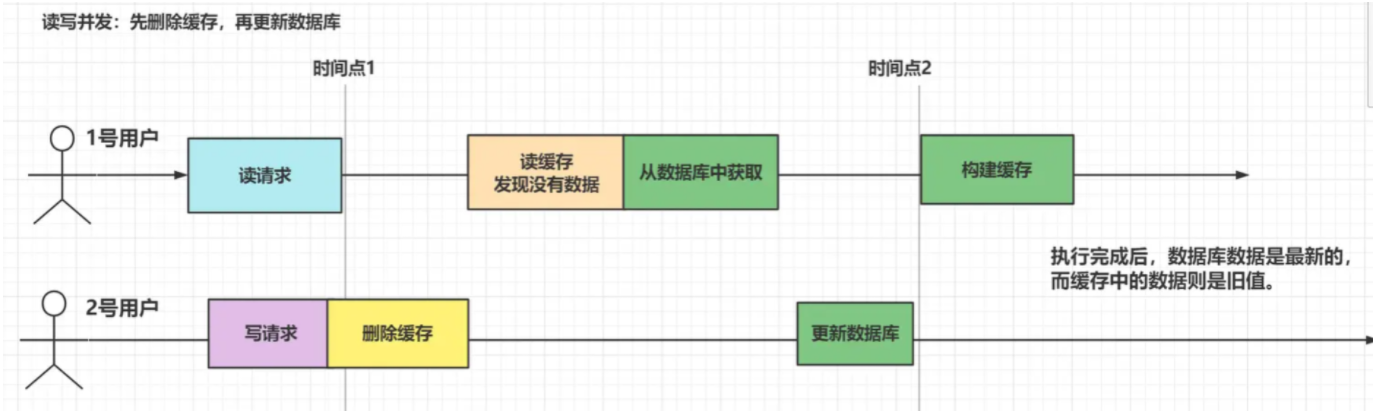 读写并发：先删除缓存，再更新数据库
时间点1
时间点2
1号用户
读请求
读缓存
发现没有数据
从数据库中获取
构建缓存
执行完成后，数据库数据是最新的，
而缓存中的数据则是旧值。
2号用户
写请求
删除缓存
更新数据库